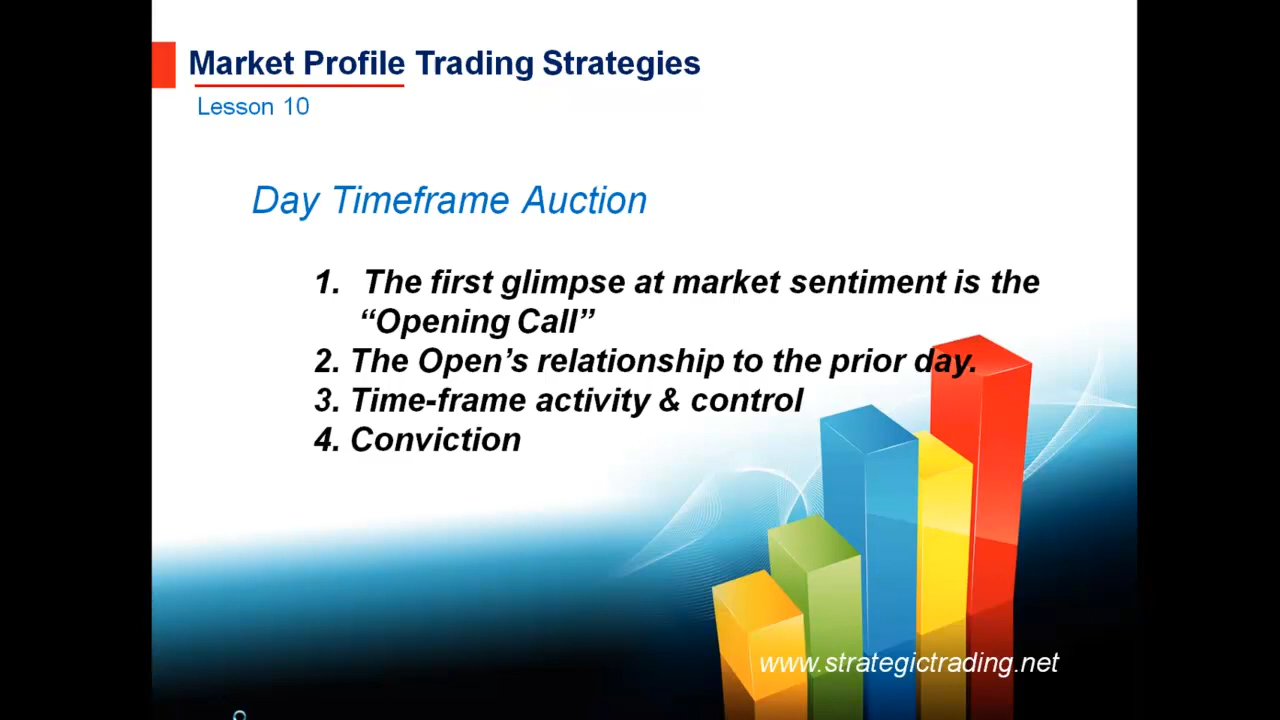 Market Profile Trading Strategies
Lesson 10
Day Timeframe Auction
1. The first glimpse at market sentiment is the
“Opening Call”
2. The Open’s relationship to the prior day.
3. Time-frame activity & control
4. Conviction
www.strategictrading.net